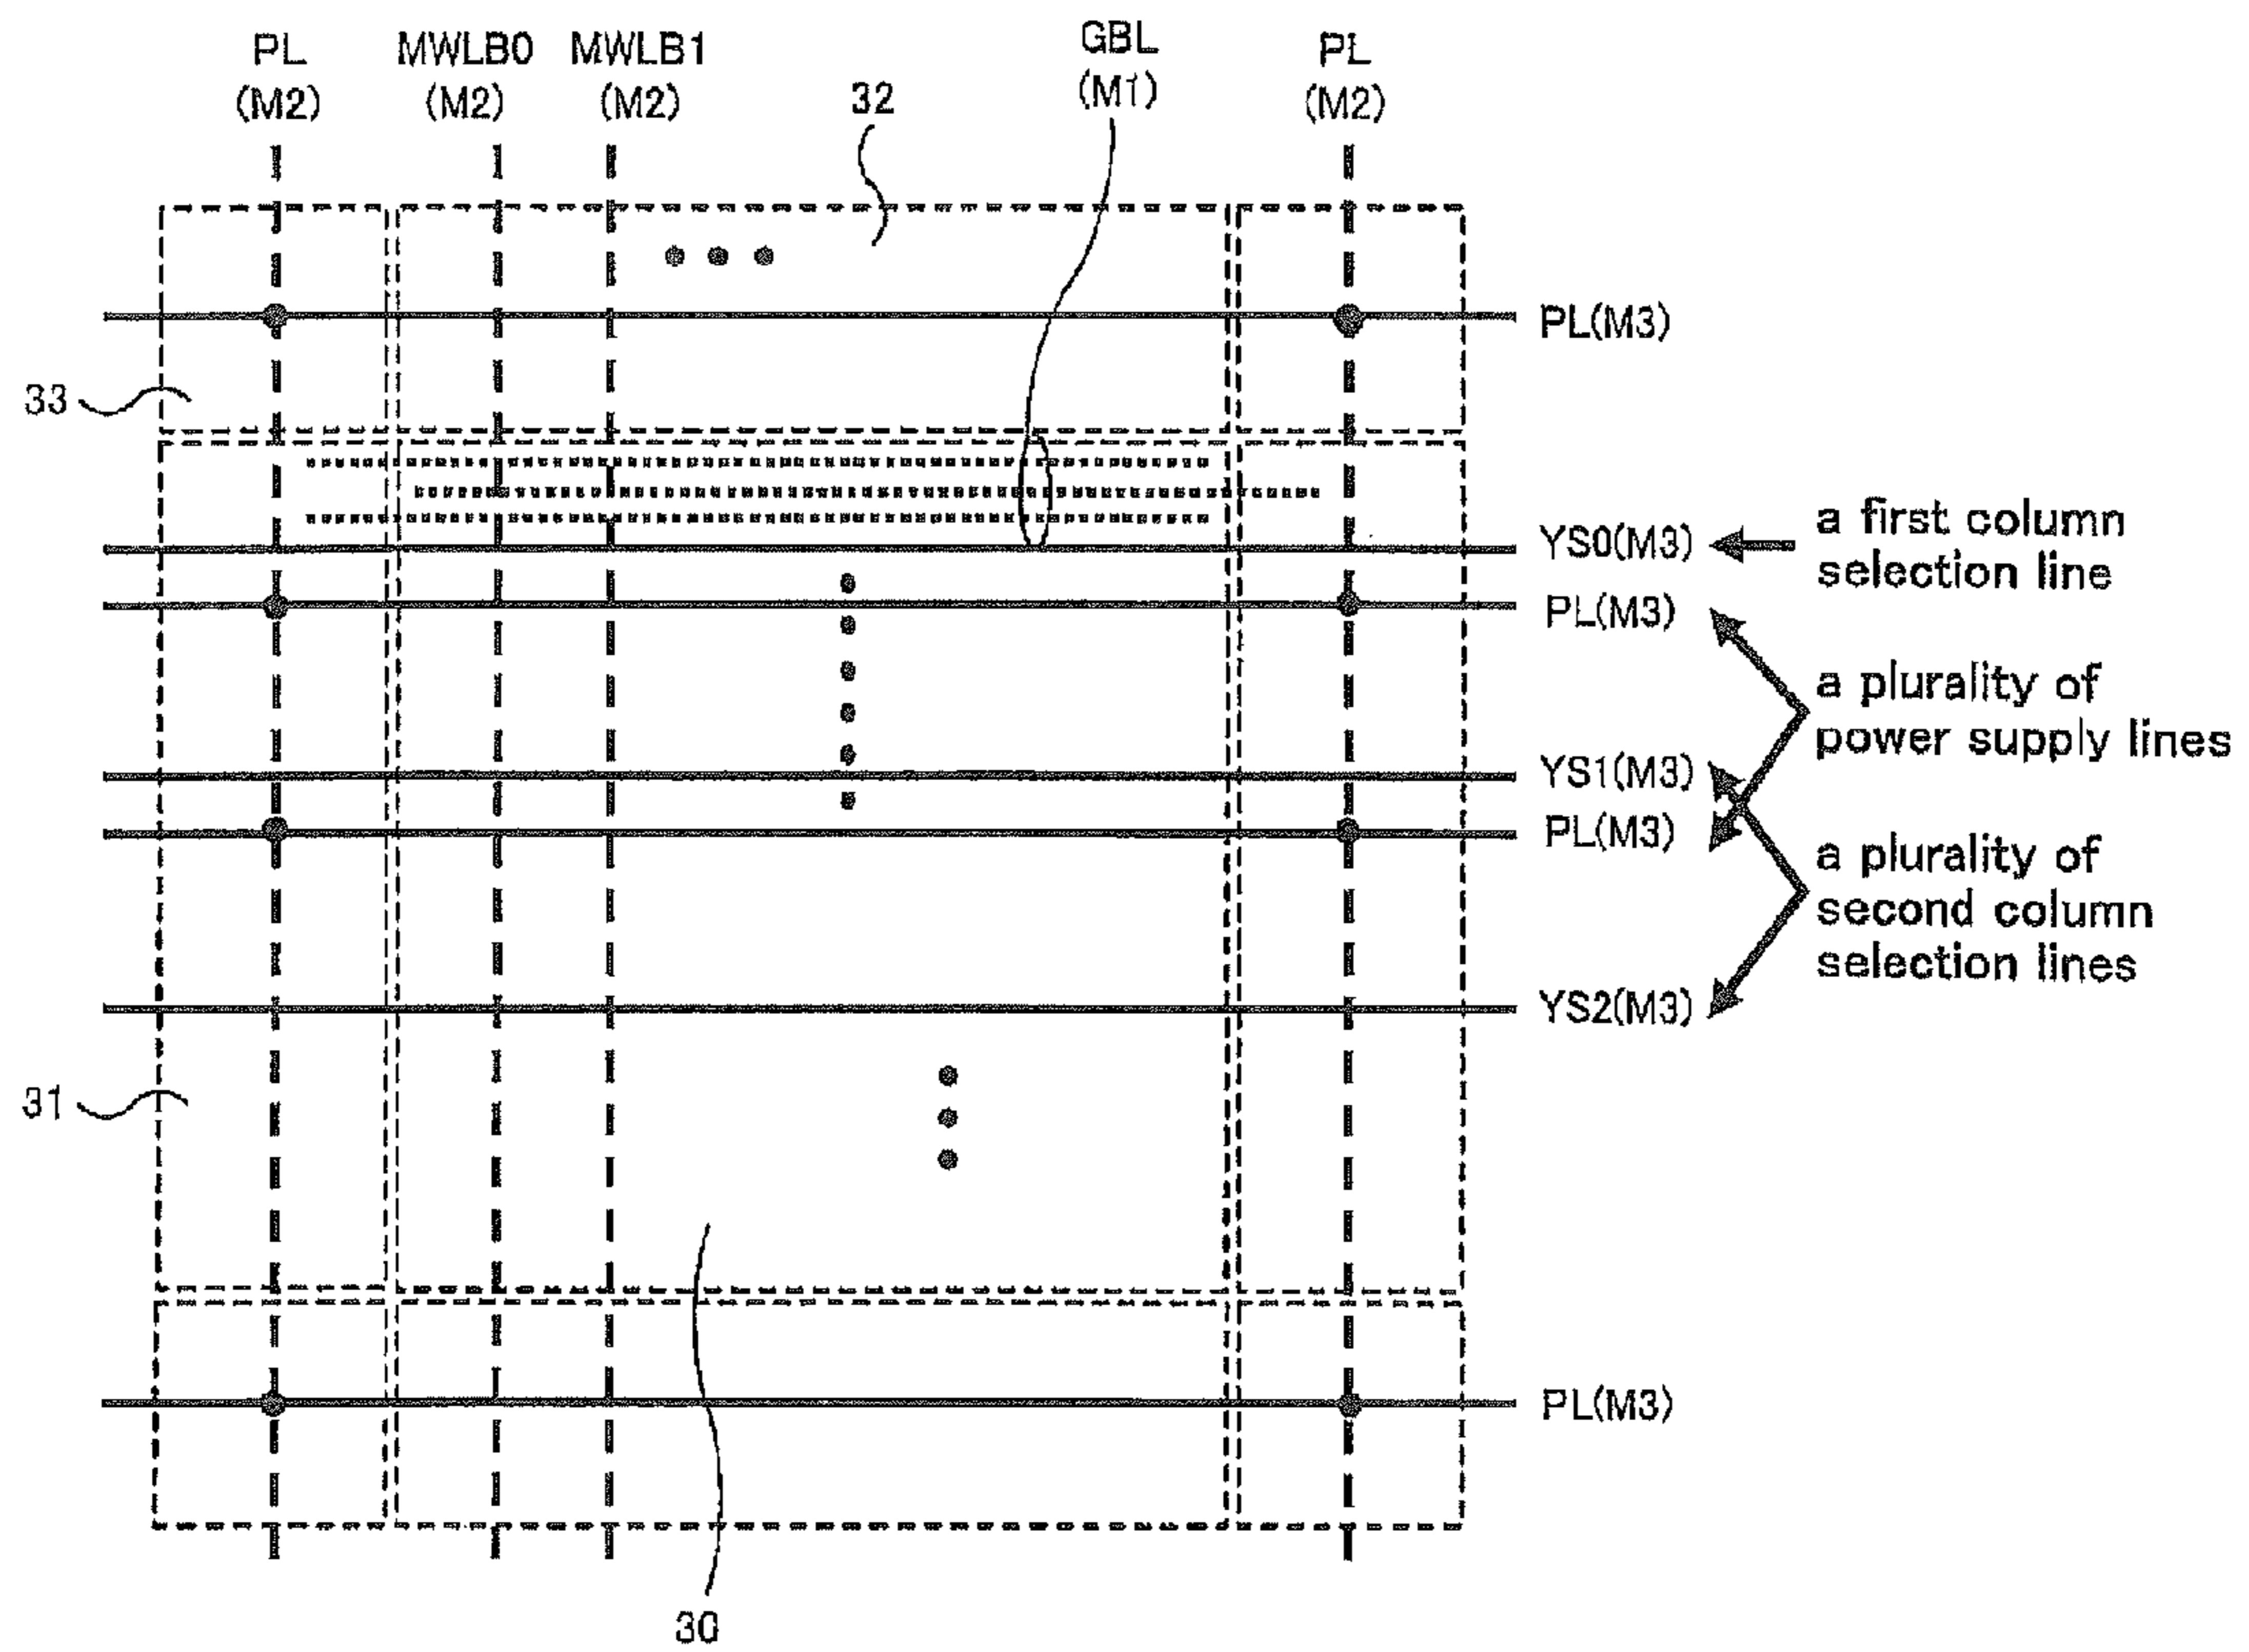 PL
(M2)
MWLB0
(M2)
MWLB1
(M2)
32
GBL
(M1)
PL
(M2)
PL(M3)
33
YS0(M3)
a first column
selection line
PL(M3)
a plurality of
power supply lines
YS1(M3)
PL(M3)
a plurality of
second column
selection lines
YS2(M3)
31
PL(M3)
30